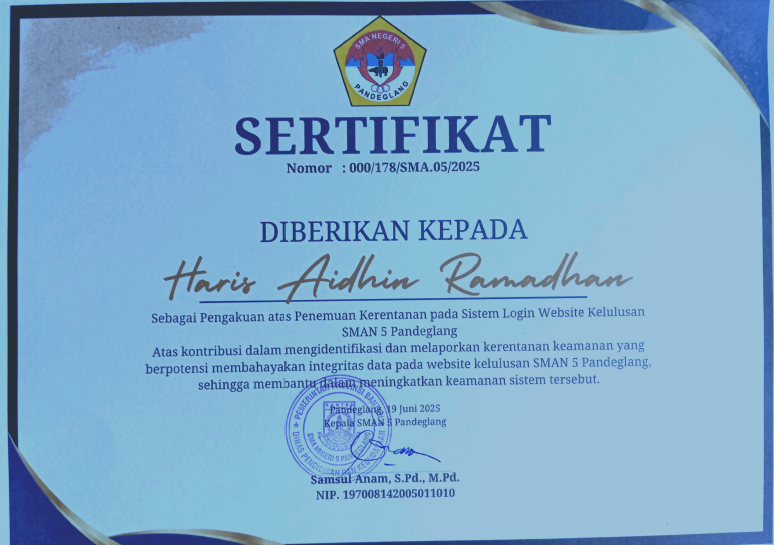 SMA NEGERI 5
PANDEGLANG
SERTIFIKAT
Nomor : 000/178/SMA.05/2025
DIBERIKAN KEPADA
Haris Aidhin Ramadhan
Sebagai Pengakuan atas Penemuan Kerentanan pada Sistem Login Website Kelulusan
SMAN 5 Pandeglang
Atas kontribusi dalam mengidentifikasi dan melaporkan kerentanan keamanan yang
berpotensi membahayakan integritas data pada website kelulusan SMAN 5 Pandeglang,
sehingga membantu dalam meningkatkan keamanan sistem tersebut.
Pandeglang, 19 Juni 2025
Kepala SMAN 5 Pandeglang
PEMERINTAH PROVINSI BANTEN
DINAS PENDIDIKAN DAN KEBUDAYAAN
SMA NEGERI 5 PANDEGLANG
Samsul Anam, S.Pd., M.Pd.
NIP. 197008142005011010